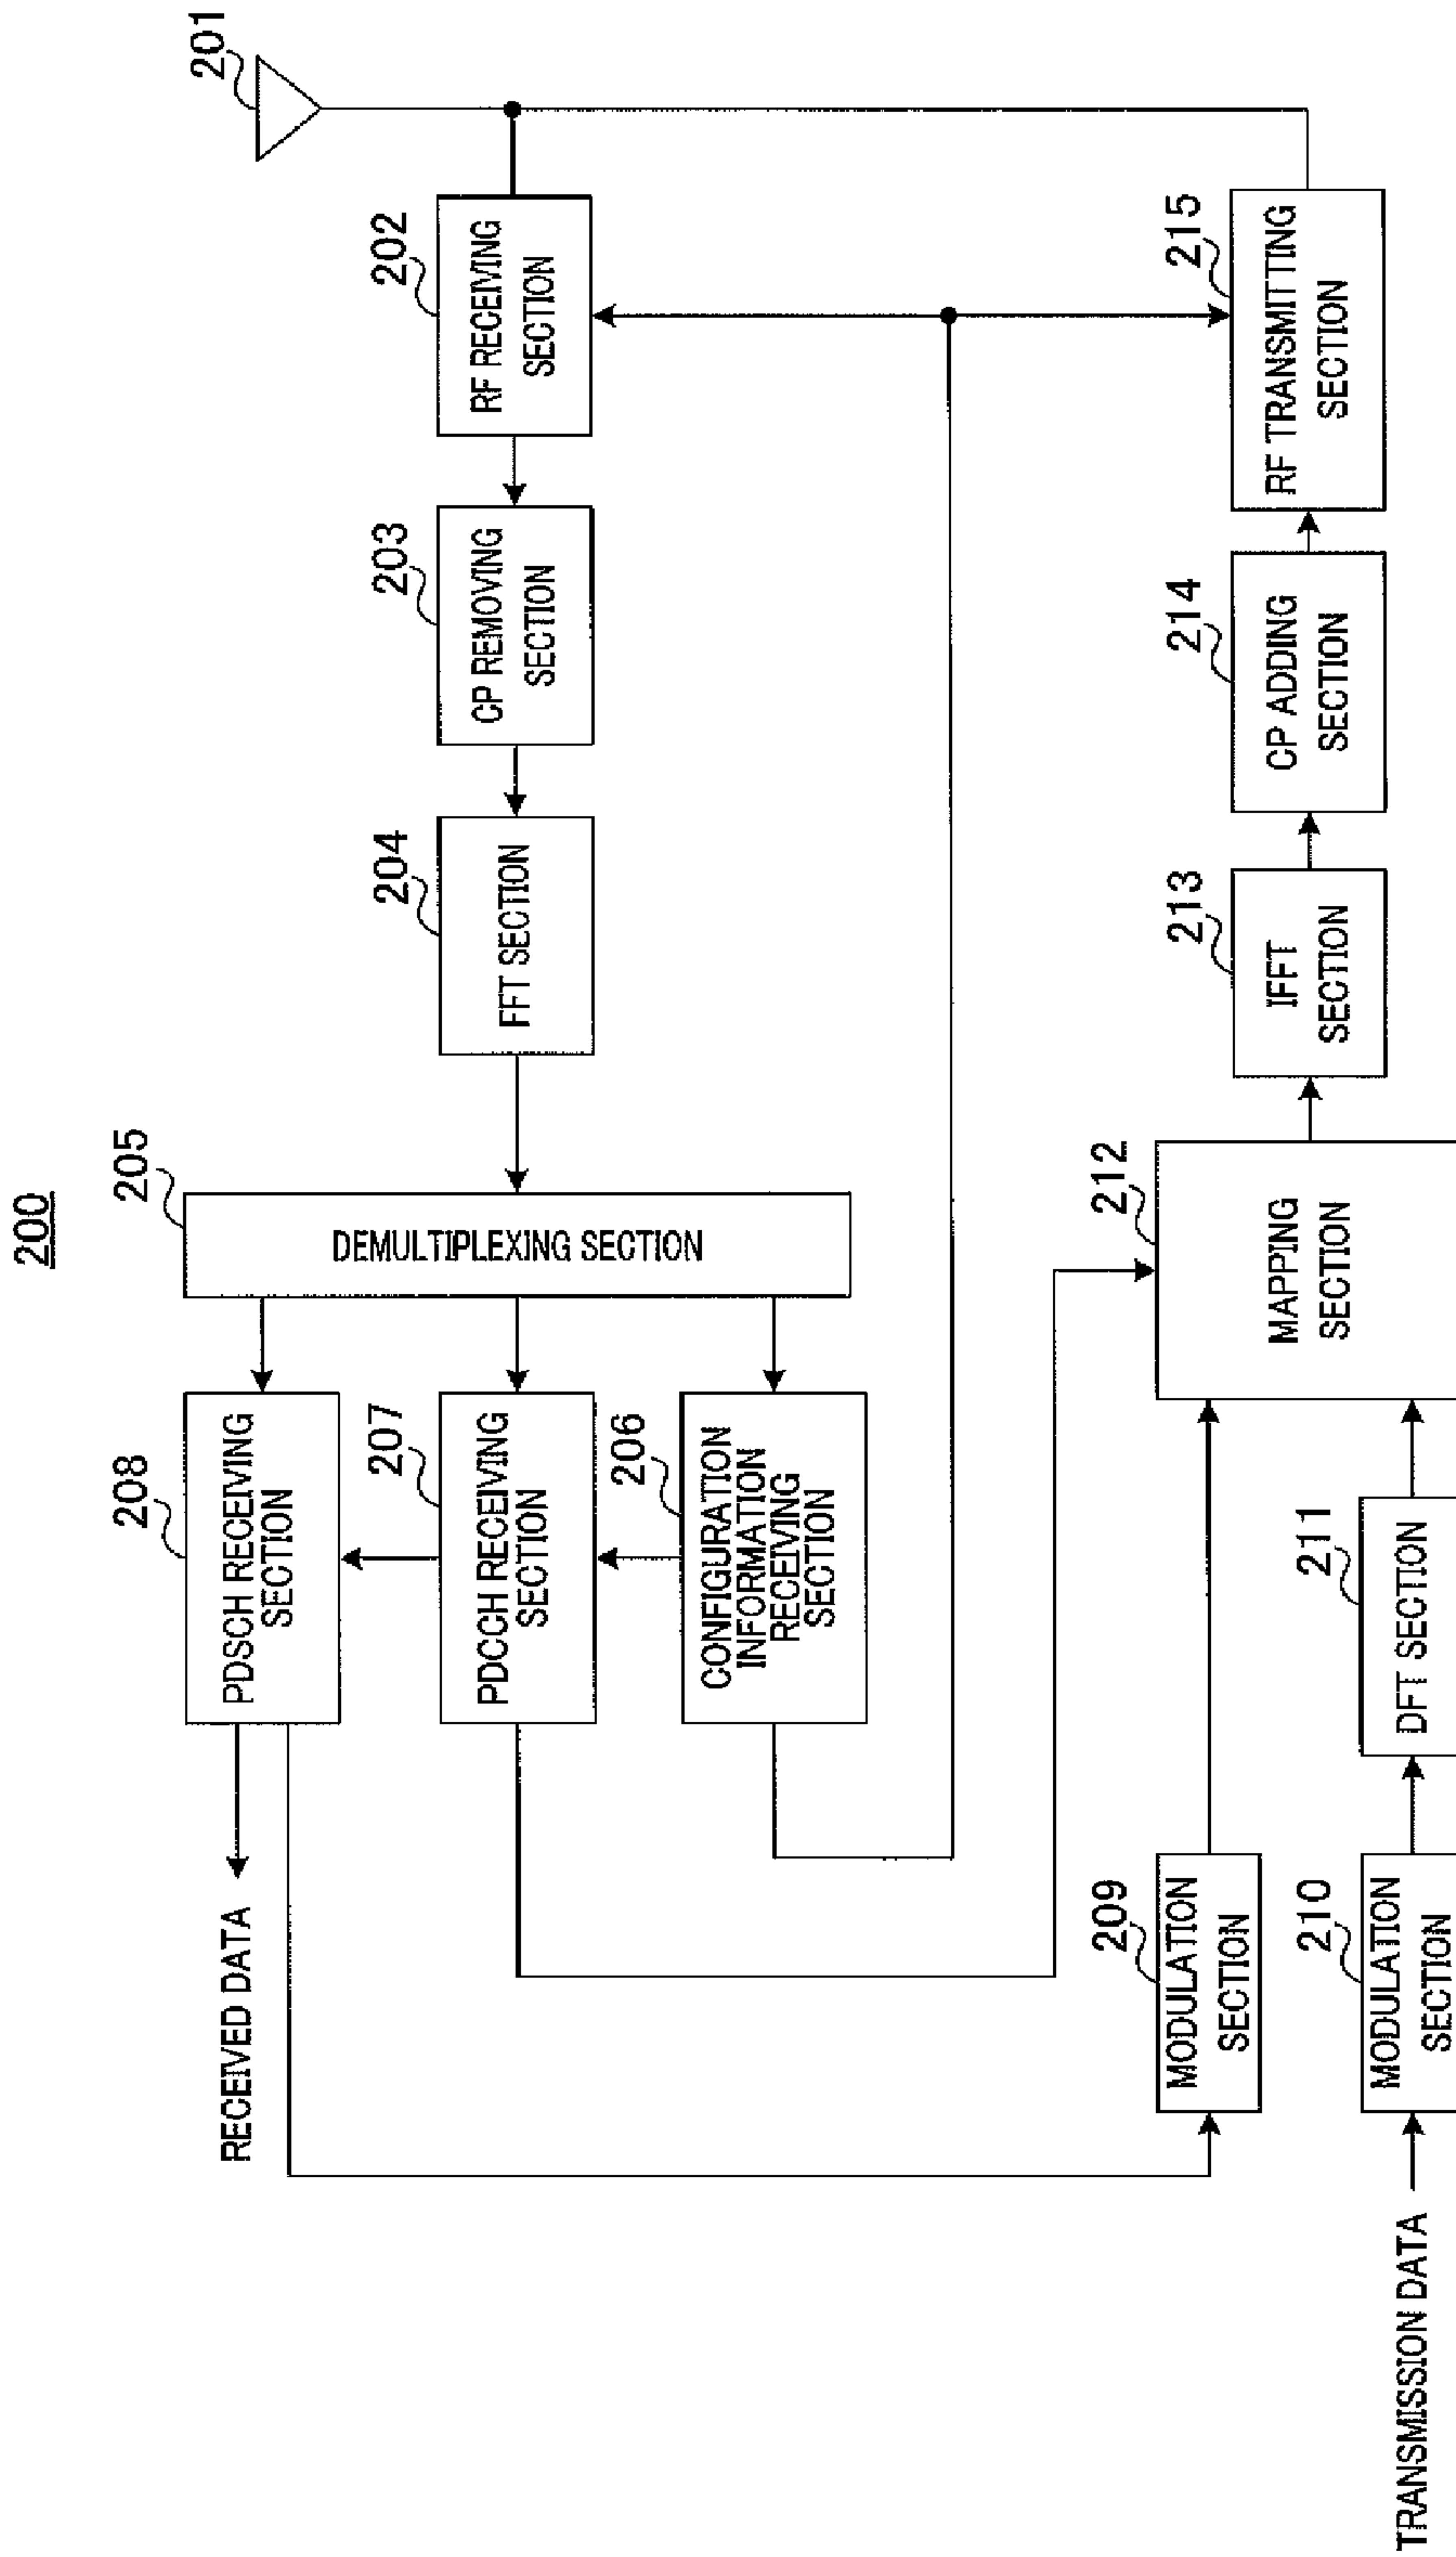 200
201
RF RECEIVING
SECTION
202
CP REMOVING
SECTION
203
FFT SECTION
204
DEMULTIPLEXING SECTION
205
PDSCH RECEIVING
SECTION
208
PDCCH RECEIVING
SECTION
207
CONFIGURATION
INFORMATION
RECEIVING
SECTION
206
RECEIVED DATA
MODULATION
SECTION
209
TRANSMISSION DATA
MODULATION
SECTION
210
DFT SECTION
211
MAPPING
SECTION
212
IFFT
SECTION
213
CP ADDING
SECTION
214
RF TRANSMITTING
SECTION
215